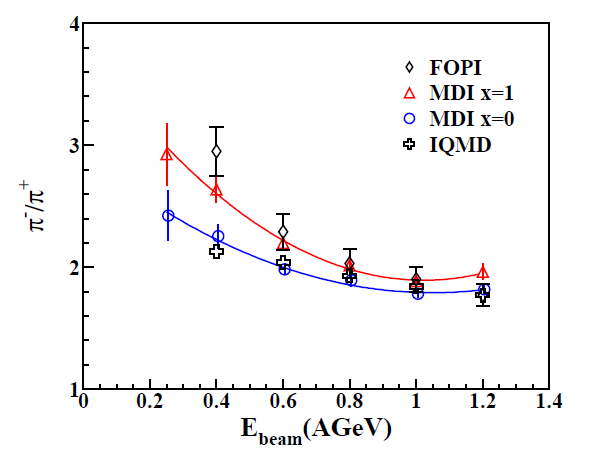 4
3
2
1
π⁻/π⁺
FOPI
MDI x=1
MDI x=0
IQMD
0 0.2 0.4 0.6 0.8 1 1.2 1.4
E_beam(AGeV)